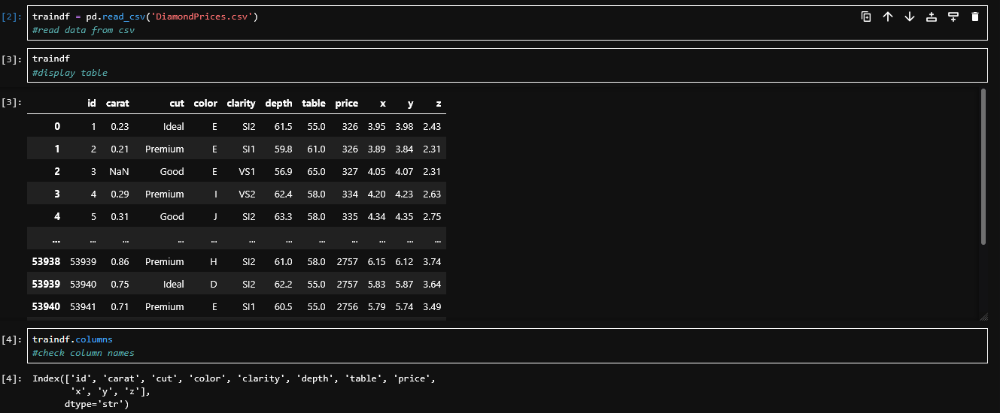 [2]: traindf = pd.read_csv('DiamondPrices.csv')
#read data from csv
[3]: traindf
#display table
[3]: id carat cut color clarity depth table price x y z
0 1 0.23 Ideal E SI2 61.5 55.0 326 3.95 3.98 2.43
1 2 0.21 Premium E SI1 59.8 61.0 326 3.89 3.84 2.31
2 3 NaN Good E VS1 56.9 65.0 327 4.05 4.07 2.31
3 4 0.29 Premium I VS2 62.4 58.0 334 4.20 4.23 2.63
4 5 0.31 Good J SI2 63.3 58.0 335 4.34 4.35 2.75
... ... ... ... ... ... ... ... ... ... ... ...
53938 53939 0.86 Premium H SI2 61.0 58.0 2757 6.15 6.12 3.74
53939 53940 0.75 Ideal D SI2 62.2 55.0 2757 5.83 5.87 3.64
53940 53941 0.71 Premium E SI1 60.5 55.0 2756 5.79 5.74 3.49
[4]: traindf.columns
#check column names
[4]: Index(['id', 'carat', 'cut', 'color', 'clarity', 'depth', 'table', 'price',
'x', 'y', 'z'],
dtype='str')